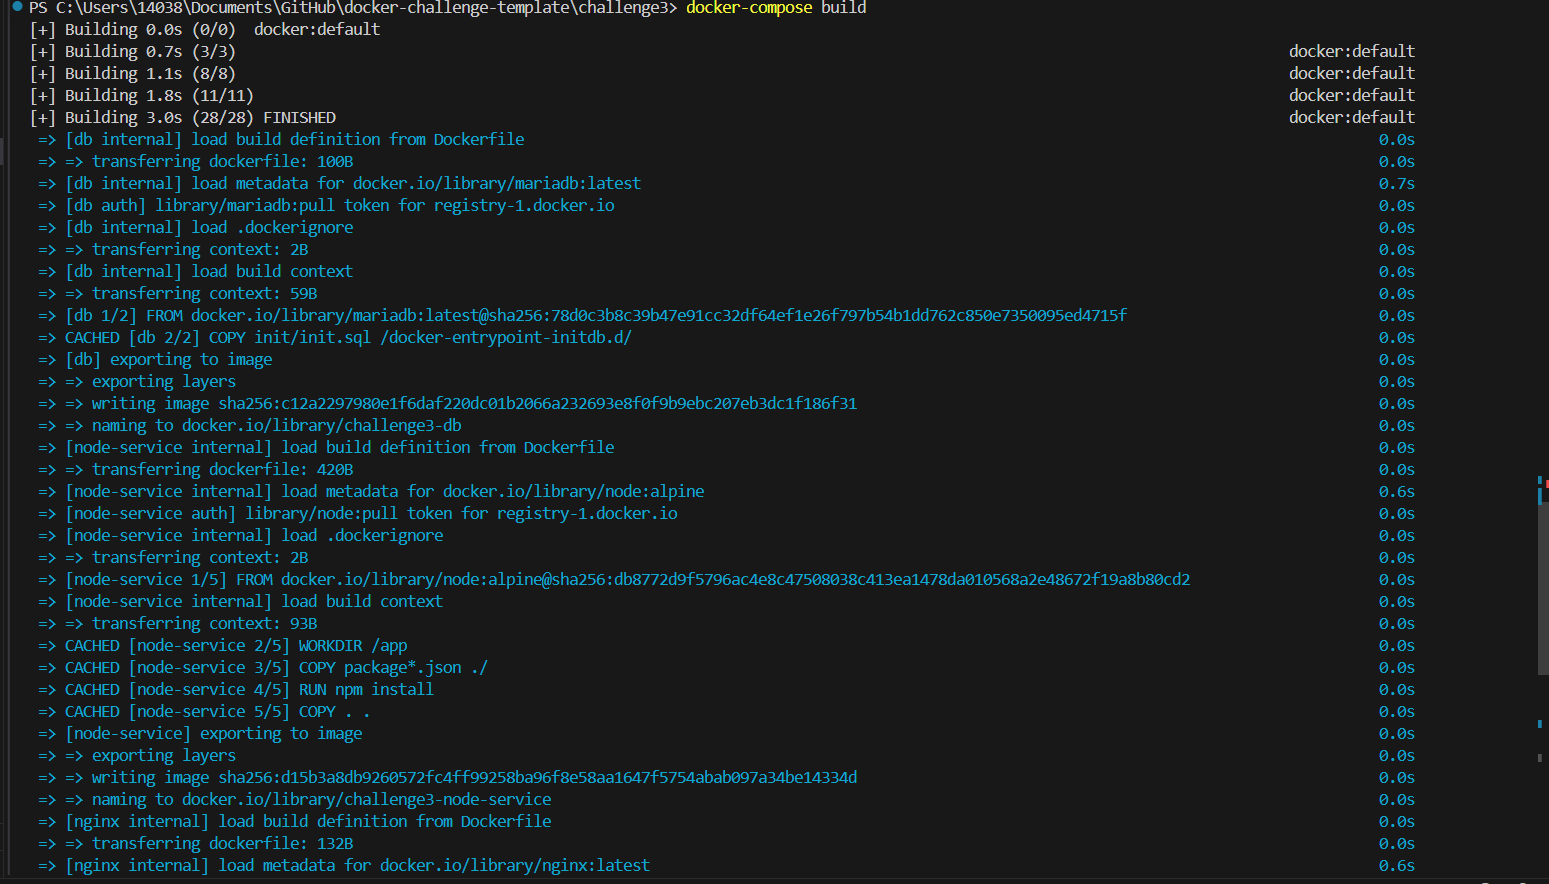 PS C:\Users\14038\Documents\GitHub\docker-challenge-template\challenge3> docker-compose build
[+] Building 0.0s (0/0)  docker:default
[+] Building 0.7s (3/3) docker:default
[+] Building 1.1s (8/8) docker:default
[+] Building 1.8s (11/11) docker:default
[+] Building 3.0s (28/28) FINISHED docker:default
=> [db internal] load build definition from Dockerfile 0.0s
=> => transferring dockerfile: 100B 0.0s
=> [db internal] load metadata for docker.io/library/mariadb:latest 0.7s
=> [db auth] library/mariadb:pull token for registry-1.docker.io 0.0s
=> [db internal] load .dockerignore 0.0s
=> => transferring context: 2B 0.0s
=> [db internal] load build context 0.0s
=> => transferring context: 59B 0.0s
=> [db 1/2] FROM docker.io/library/mariadb:latest@sha256:78d0c3b8c39b47e91cc32df64ef1e26f797b54b1dd762c850e7350095ed4715f 0.0s
=> CACHED [db 2/2] COPY init/init.sql /docker-entrypoint-initdb.d/ 0.0s
=> [db] exporting to image 0.0s
=> => exporting layers 0.0s
=> => writing image sha256:c12a2297980e1f6daf220dc01b2066a232693e8f0f9b9ebc207eb3dc1f186f31 0.0s
=> => naming to docker.io/library/challenge3-db 0.0s
=> [node-service internal] load build definition from Dockerfile 0.0s
=> => transferring dockerfile: 420B 0.0s
=> [node-service internal] load metadata for docker.io/library/node:alpine 0.6s
=> [node-service auth] library/node:pull token for registry-1.docker.io 0.0s
=> [node-service internal] load .dockerignore 0.0s
=> => transferring context: 2B 0.0s
=> [node-service 1/5] FROM docker.io/library/node:alpine@sha256:db8772d9f5796ac4e8c47508038c413ea1478da010568a2e48672f19a8b80cd2 0.0s
=> [node-service internal] load build context 0.0s
=> => transferring context: 93B 0.0s
=> CACHED [node-service 2/5] WORKDIR /app 0.0s
=> CACHED [node-service 3/5] COPY package*.json ./ 0.0s
=> CACHED [node-service 4/5] RUN npm install 0.0s
=> CACHED [node-service 5/5] COPY . . 0.0s
=> [node-service] exporting to image 0.0s
=> => exporting layers 0.0s
=> => writing image sha256:d15b3a8db9260572fc4ff99258ba96f8e58aa1647f5754abab097a34be14334d 0.0s
=> => naming to docker.io/library/challenge3-node-service 0.0s
=> [nginx internal] load build definition from Dockerfile 0.0s
=> => transferring dockerfile: 132B 0.0s
=> [nginx internal] load metadata for docker.io/library/nginx:latest 0.6s